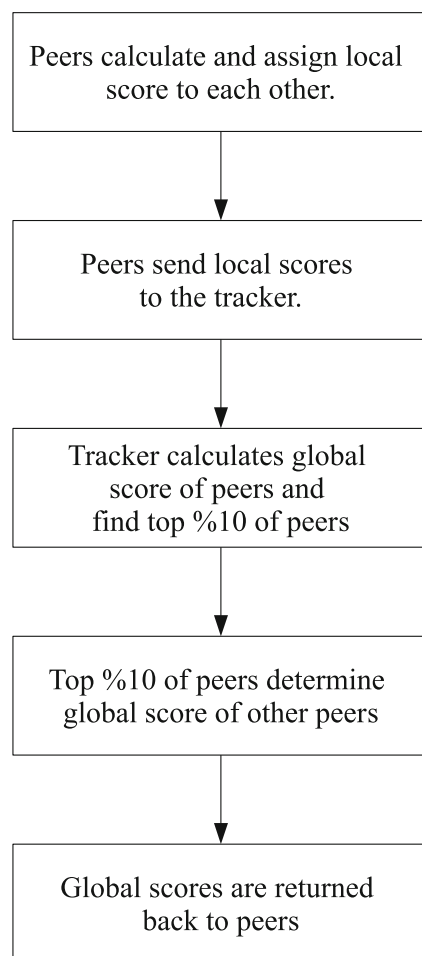 Peers calculate and assign local
score to each other.
Peers send local scores
to the tracker.
Tracker calculates global
score of peers and
find top %10 of peers
Top %10 of peers determine
global score of other peers
Global scores are returned
back to peers